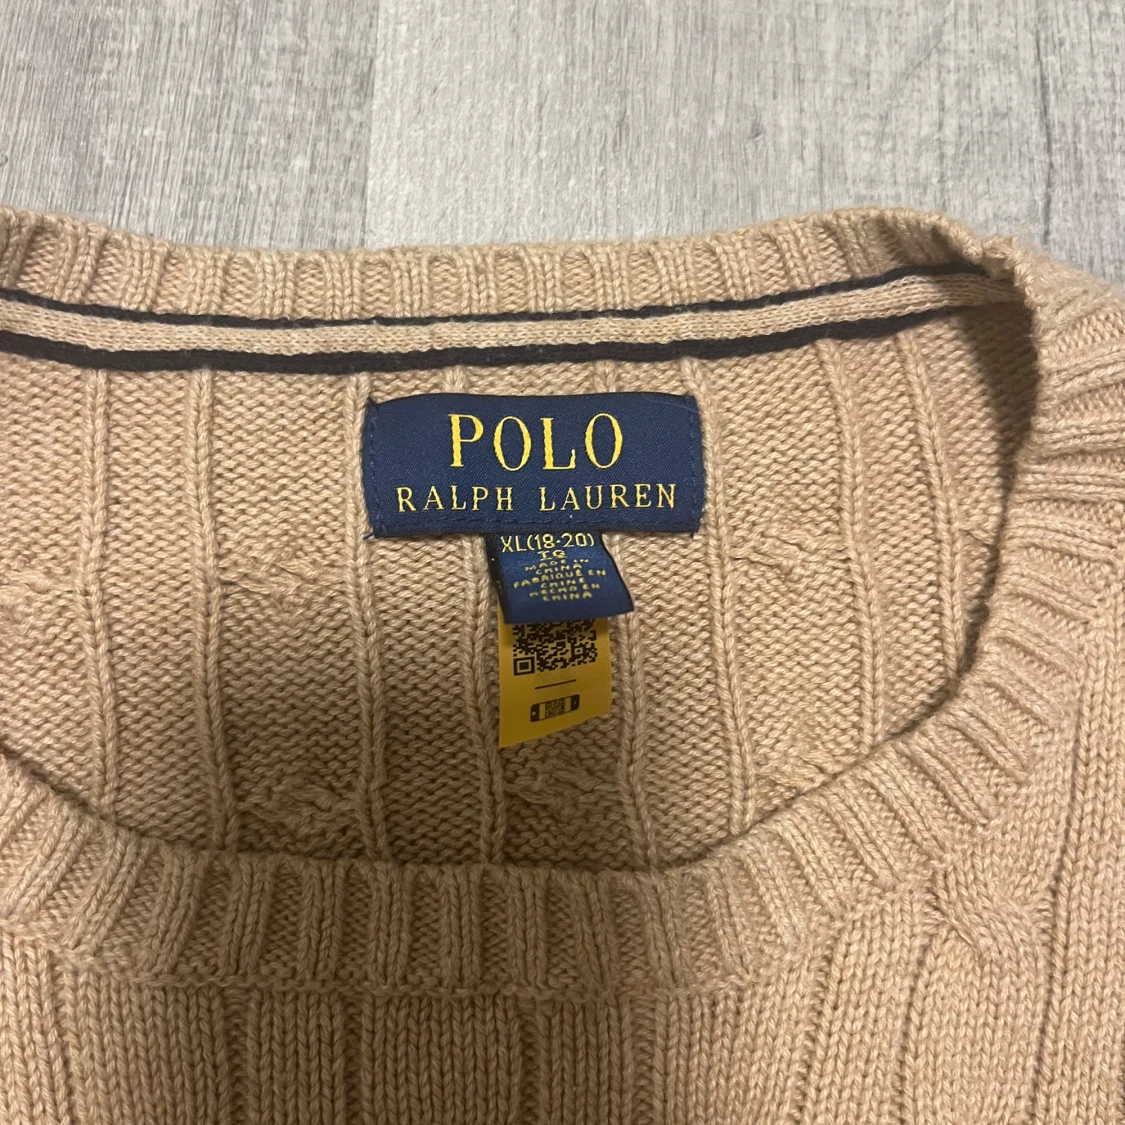 POLO
RALPH LAUREN
XL(18-20)
TG
MADE IN
CHINA
FABRIQUÉ EN
CHINE
HECHO EN
CHINA